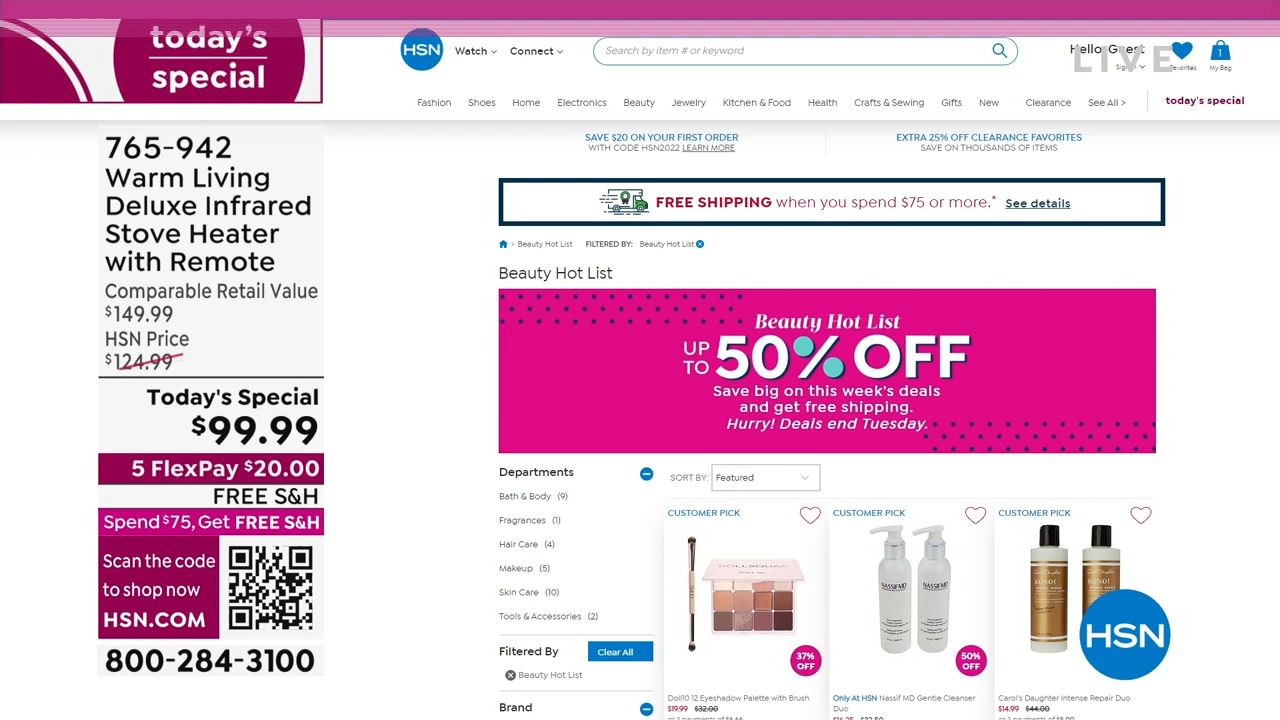 today's
special
765-942
Warm Living
Deluxe Infrared
Stove Heater
with Remote
Comparable Retail Value
$149.99
HSN Price
$124.99
Today's Special
$99.99
5 FlexPay $20.00
FREE S&H
Spend $75, Get FREE S&H
Scan the code
to shop now
HSN.COM
800-284-3100
HSN
Watch
Connect
Search by item # or keyword
Hello Guest
LIVE
Favorites
1
My Bag
Fashion Shoes Home Electronics Beauty Jewelry Kitchen & Food Health Crafts & Sewing Gifts New Clearance See All > today's special
SAVE $20 ON YOUR FIRST ORDER
WITH CODE HSN2022 LEARN MORE
EXTRA 25% OFF CLEARANCE FAVORITES
SAVE ON THOUSANDS OF ITEMS
FREE SHIPPING when you spend $75 or more.* See details
> Beauty Hot List FILTERED BY: Beauty Hot List
Beauty Hot List
Beauty Hot List
UP TO 50% OFF
Save big on this week's deals
and get free shipping.
Hurry! Deals end Tuesday.
Departments
Bath & Body (9)
Fragrances (1)
Hair Care (4)
Makeup (5)
Skin Care (10)
Tools & Accessories (2)
Filtered By
Clear All
Beauty Hot List
Brand
SORT BY: Featured
CUSTOMER PICK
DOLLSQUAD
37%
OFF
Doll10 12 Eyeshadow Palette with Brush
$19.99 $32.00
CUSTOMER PICK
NASSIFMD
NASSIFMD
50%
OFF
Only At HSN Nassif MD Gentle Cleanser
Duo
CUSTOMER PICK
MONOI
HSN
Carol's Daughter Intense Repair Duo
$14.99 $44.00